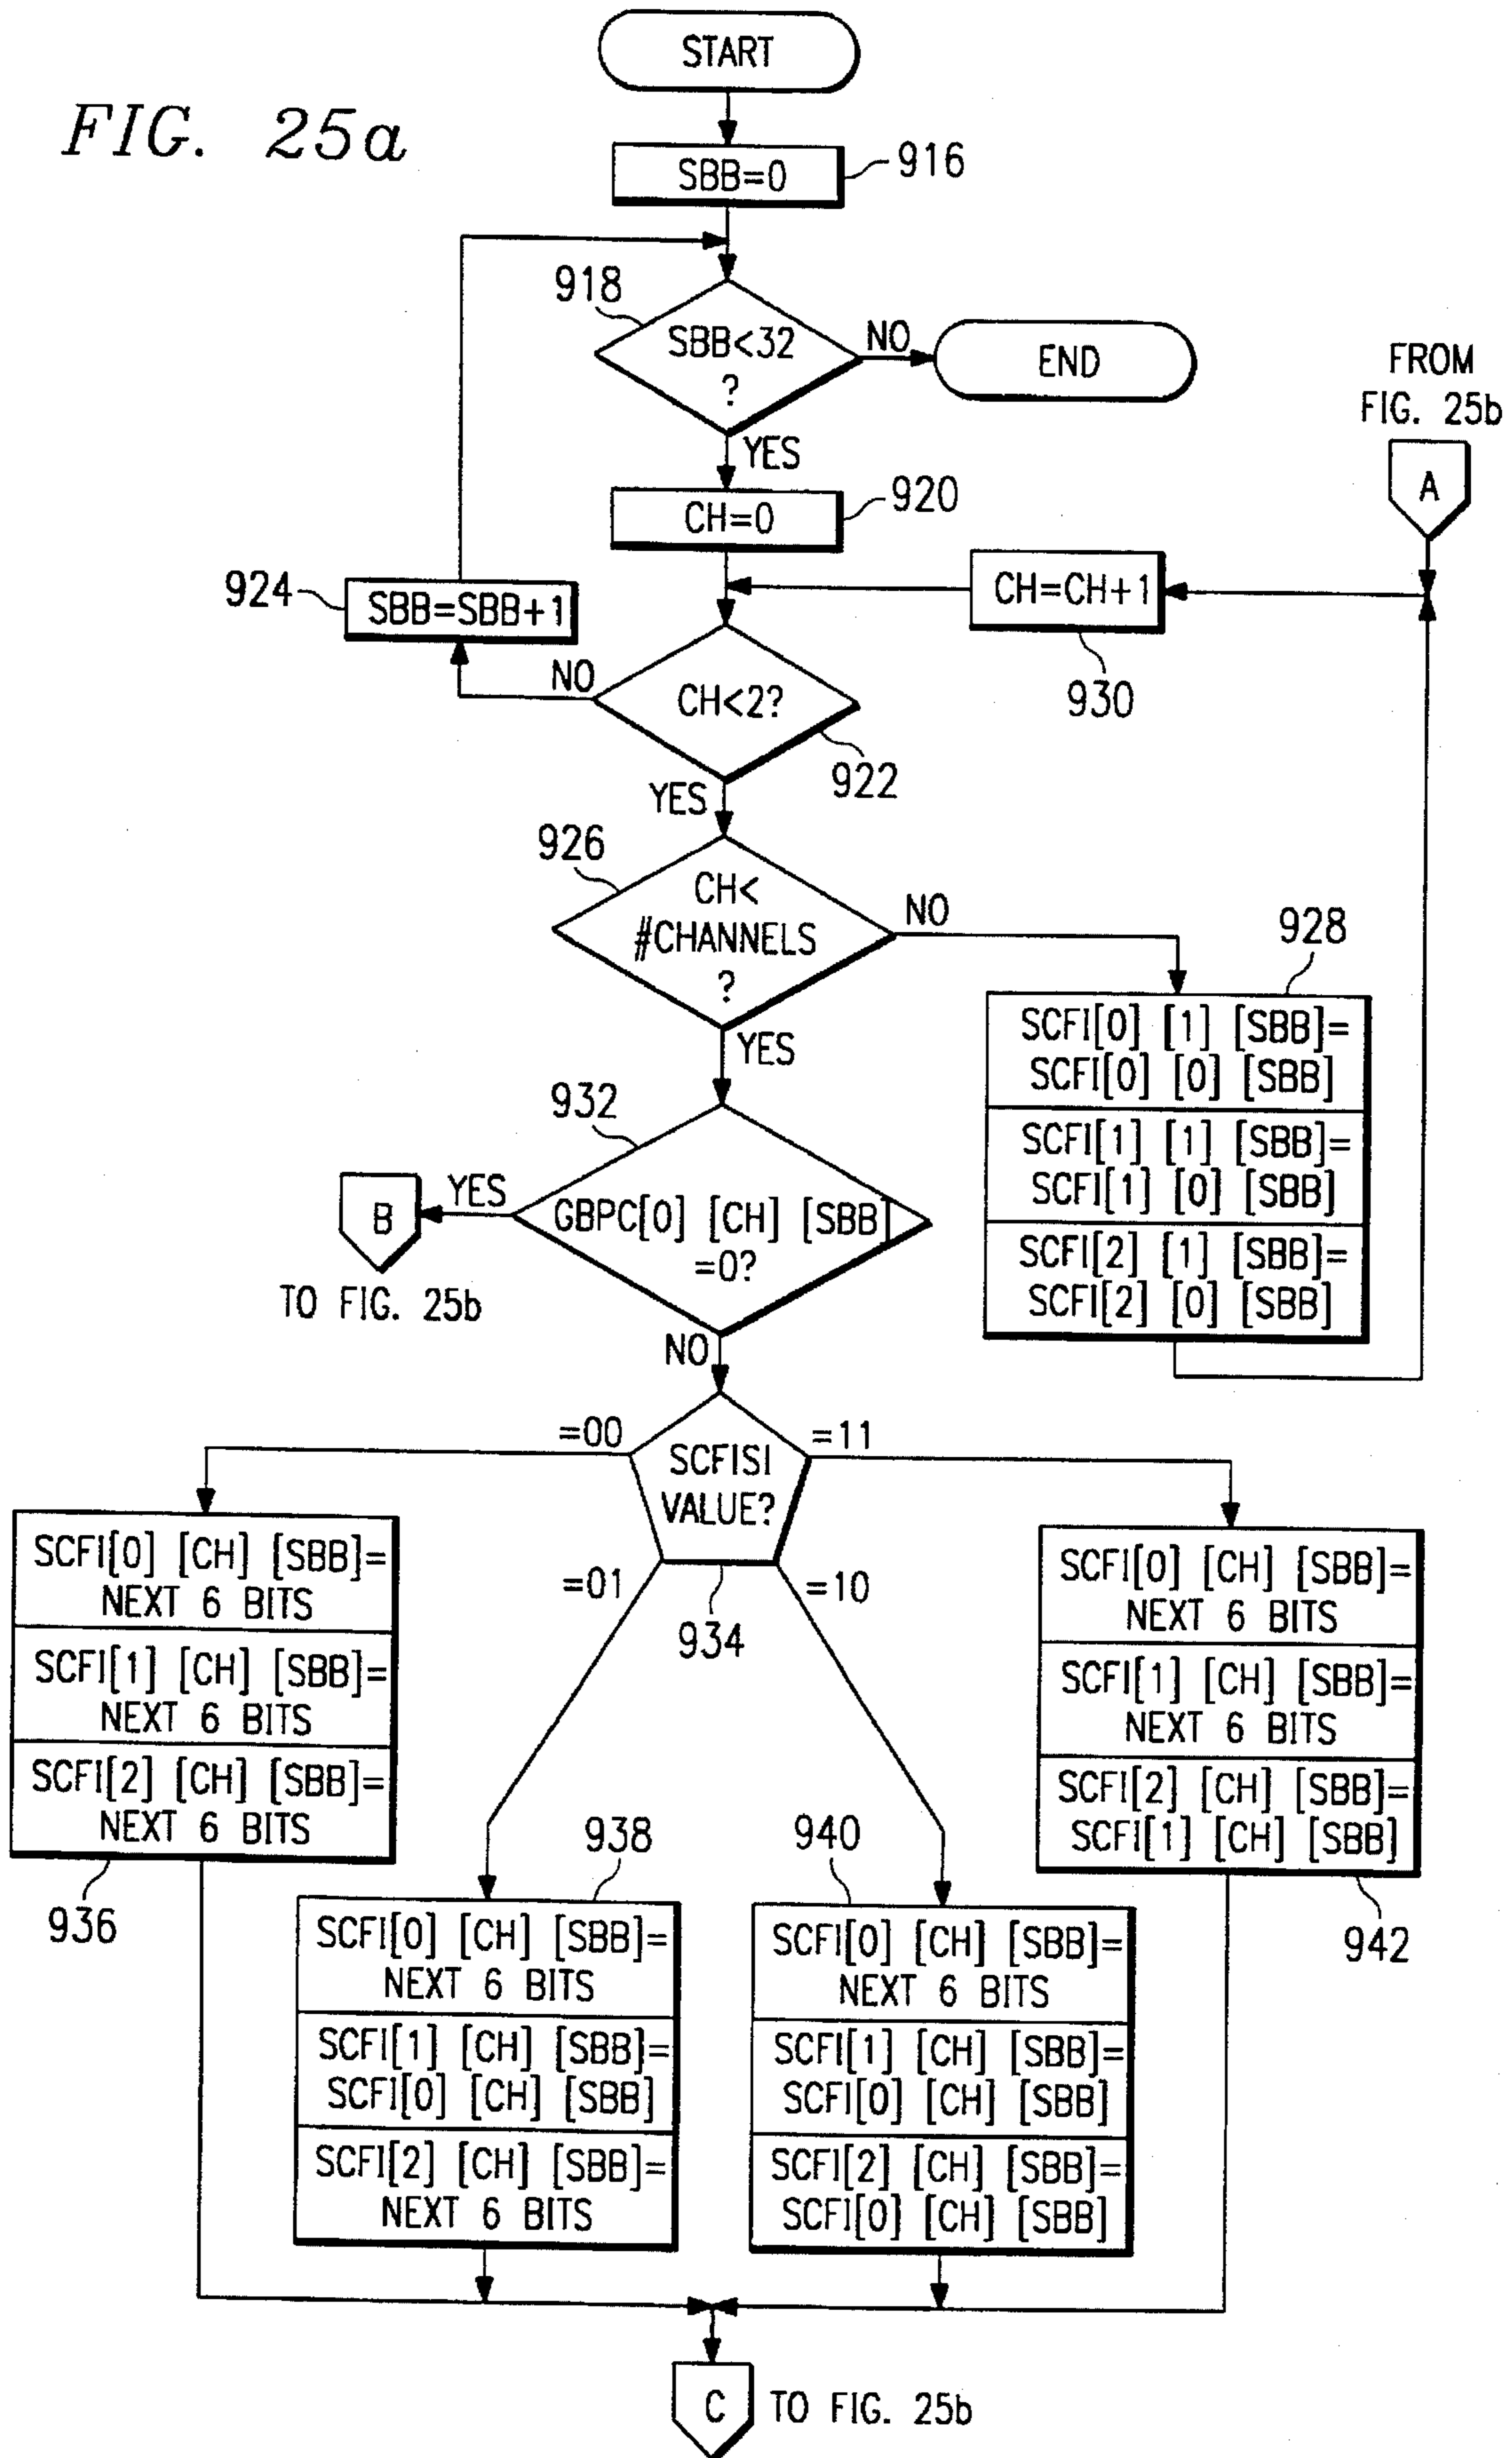 START
FIG. 25a
SBB=0
916
918
SBB<32
?
NO
END
FROM
FIG. 25b
A
YES
CH=0
920
924
SBB=SBB+1
CH=CH+1
930
NO
CH<2?
922
YES
926
CH<
#CHANNELS
?
NO
928
SCFI[0] [1] [SBB]=
SCFI[0] [0] [SBB]
SCFI[1] [1] [SBB]=
SCFI[1] [0] [SBB]
SCFI[2] [1] [SBB]=
SCFI[2] [0] [SBB]
YES
932
YES
B
TO FIG. 25b
GBPC[0] [CH] [SBB]
=0?
NO
=00
SCFISI
VALUE?
=11
=01
=10
934
SCFI[0] [CH] [SBB]=
NEXT 6 BITS
SCFI[1] [CH] [SBB]=
NEXT 6 BITS
SCFI[2] [CH] [SBB]=
NEXT 6 BITS
936
SCFI[0] [CH] [SBB]=
NEXT 6 BITS
SCFI[1] [CH] [SBB]=
NEXT 6 BITS
SCFI[2] [CH] [SBB]=
SCFI[1] [CH] [SBB]
942
938
SCFI[0] [CH] [SBB]=
NEXT 6 BITS
SCFI[1] [CH] [SBB]=
SCFI[0] [CH] [SBB]
SCFI[2] [CH] [SBB]=
NEXT 6 BITS
940
SCFI[0] [CH] [SBB]=
NEXT 6 BITS
SCFI[1] [CH] [SBB]=
SCFI[0] [CH] [SBB]
SCFI[2] [CH] [SBB]=
SCFI[0] [CH] [SBB]
C
TO FIG. 25b